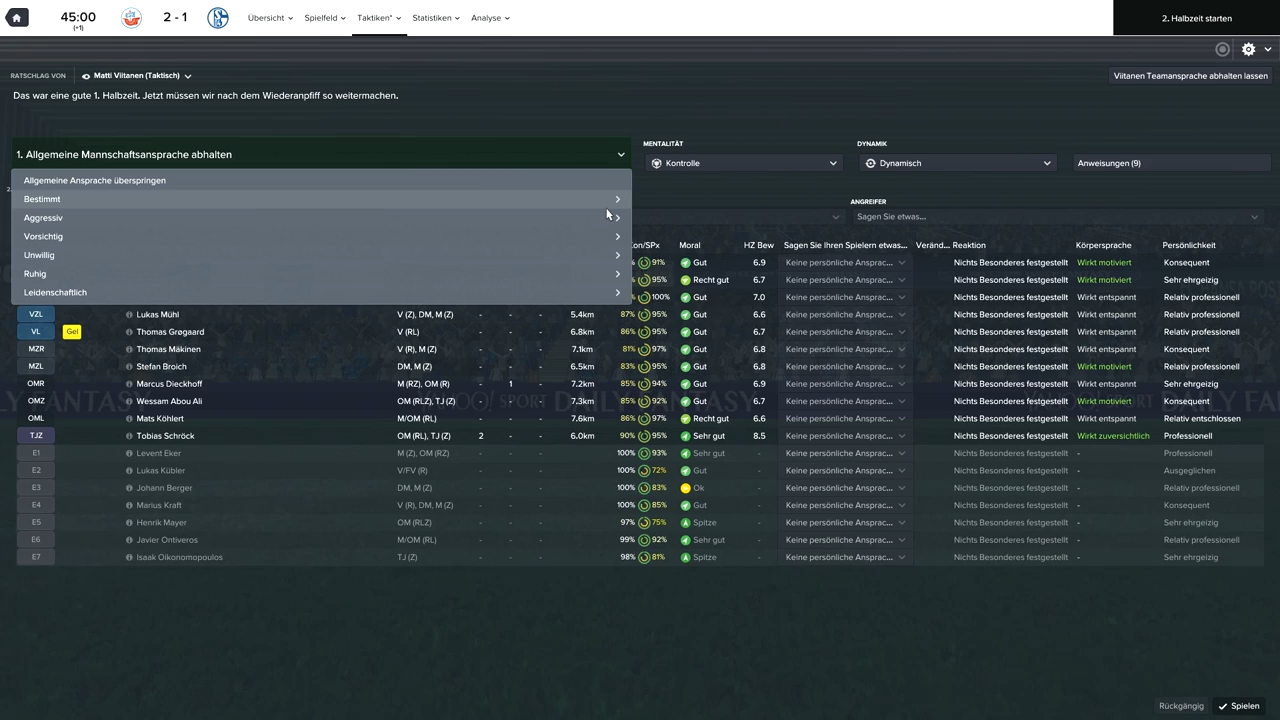 45:00 2 - 1 Übersicht Spielfeld Taktiken* Statistiken Analyse 2. Halbzeit starten
(+1)
RATSCHLAG VON Matti Viitanen (Taktisch) Viitanen Teamansprache abhalten lassen
Das war eine gute 1. Halbzeit. Jetzt müssen wir nach dem Wiederanpfiff so weitermachen.
MENTALITÄT DYNAMIK
1. Allgemeine Mannschaftsansprache abhalten Kontrolle Dynamisch Anweisungen (9)
Allgemeine Ansprache überspringen
Bestimmt
ANGREIFER
Aggressiv Sagen Sie etwas...
Vorsichtig
on/SPx Moral HZ Bew Sagen Sie Ihren Spielern etwas... Veränd... Reaktion Körpersprache Persönlichkeit
Unwillig
91% Gut 6.9 Keine persönliche Ansprac... Nichts Besonderes festgestellt Wirkt motiviert Konsequent
Ruhig
95% Recht gut 6.7 Keine persönliche Ansprac... Nichts Besonderes festgestellt Wirkt motiviert Sehr ehrgeizig
Leidenschaftlich
100% Gut 7.0 Keine persönliche Ansprac... Nichts Besonderes festgestellt Wirkt entspannt Relativ professionell
VZL Lukas Mühl V (Z), DM, M (Z) - - - 5.4km 87% 95% Gut 6.6 Keine persönliche Ansprac... Nichts Besonderes festgestellt Wirkt entspannt Relativ professionell
VL Gel Thomas Grøgaard V (RL) - - - 6.8km 86% 95% Gut 6.7 Keine persönliche Ansprac... Nichts Besonderes festgestellt Wirkt entspannt Relativ professionell
MZR Thomas Mäkinen V (R), M (Z) - - - 7.1km 81% 97% Gut 6.8 Keine persönliche Ansprac... Nichts Besonderes festgestellt Wirkt entspannt Konsequent
MZL Stefan Broich DM, M (Z) - - - 6.5km 83% 95% Gut 6.8 Keine persönliche Ansprac... Nichts Besonderes festgestellt Wirkt motiviert Konsequent
OMR Marcus Dieckhoff M (RZ), OM (R) - 1 - 7.2km 85% 94% Gut 6.9 Keine persönliche Ansprac... Nichts Besonderes festgestellt Wirkt entspannt Sehr ehrgeizig
OMZ Wessam Abou Ali OM (RLZ), TJ (Z) - - - 7.3km 85% 92% Gut 6.7 Keine persönliche Ansprac... Nichts Besonderes festgestellt Wirkt motiviert Konsequent
OML Mats Köhlert M/OM (RL) - - - 7.6km 86% 97% Recht gut 6.6 Keine persönliche Ansprac... Nichts Besonderes festgestellt Wirkt entspannt Relativ entschlossen
TJZ Tobias Schröck OM (RL), TJ (Z) 2 - - 6.0km 90% 95% Sehr gut 8.5 Keine persönliche Ansprac... Nichts Besonderes festgestellt Wirkt zuversichtlich Professionell
E1 Levent Eker M (Z), OM (RZ) - - - 100% 93% Sehr gut - Keine persönliche Ansprac... Nichts Besonderes festgestellt - Professionell
E2 Lukas Kübler V/FV (R) - - - 100% 72% Gut - Keine persönliche Ansprac... Nichts Besonderes festgestellt - Ausgeglichen
E3 Johann Berger DM, M (Z) - - - 100% 83% Ok - Keine persönliche Ansprac... Nichts Besonderes festgestellt - Relativ professionell
E4 Marius Kraft V (R), DM, M (Z) - - - 100% 85% Gut - Keine persönliche Ansprac... Nichts Besonderes festgestellt - Konsequent
E5 Henrik Mayer OM (RLZ) - - - 97% 75% Spitze - Keine persönliche Ansprac... Nichts Besonderes festgestellt - Sehr ehrgeizig
E6 Javier Ontiveros M/OM (RL) - - - 99% 92% Sehr gut - Keine persönliche Ansprac... Nichts Besonderes festgestellt - Relativ professionell
E7 Isaak Oikonomopoulos TJ (Z) - - - 98% 81% Spitze - Keine persönliche Ansprac... Nichts Besonderes festgestellt - Sehr ehrgeizig
Rückgängig Spielen